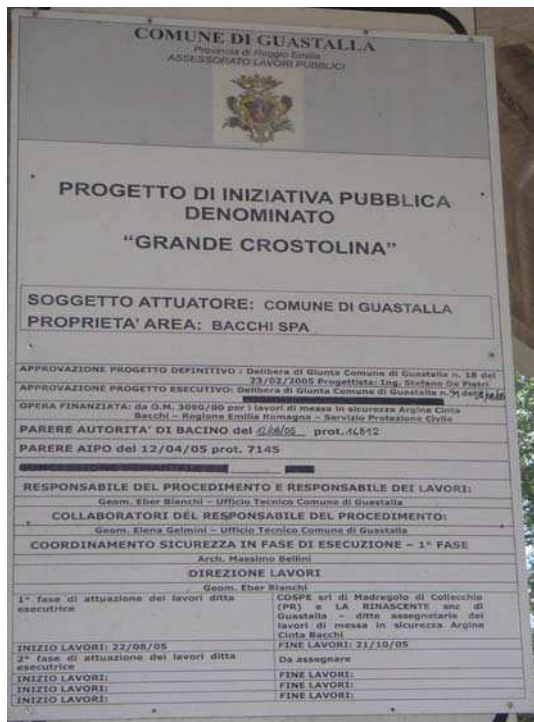 COMUNE DI GUASTALLA
Provincia di Reggio Emilia
ASSESSORATO LAVORI PUBBLICI
PROGETTO DI INIZIATIVA PUBBLICA
DENOMINATO
“GRANDE CROSTOLINA”
SOGGETTO ATTUATORE: COMUNE DI GUASTALLA
PROPRIETA’ AREA: BACCHI SPA
APPROVAZIONE PROGETTO DEFINITIVO : Delibera di Giunta Comune di Guastalla n. 18 del
23/02/2005 Progettista: Ing. Stefano De Pietri
APPROVAZIONE PROGETTO ESECUTIVO: Delibera di Giunta Comune di Guastalla n. 91 del
OPERA FINANZIATA: da O.M. 3090/00 per i lavori di messa in sicurezza Argine Cinta
Bacchi – Regione Emilia Romagna – Servizio Protezione Civile
PARERE AUTORITA’ DI BACINO del 12/08/05 prot. 14812
PARERE AIPO del 12/04/05 prot. 7145
RESPONSABILE DEL PROCEDIMENTO E RESPONSABILE DEI LAVORI:
Geom. Eber Bianchi – Ufficio Tecnico Comune di Guastalla
COLLABORATORI DEL RESPONSABILE DEL PROCEDIMENTO:
Geom. Elena Gelmini – Ufficio Tecnico Comune di Guastalla
COORDINAMENTO SICUREZZA IN FASE DI ESECUZIONE – 1° FASE
Arch. Massimo Bellini
DIREZIONE LAVORI
Geom. Eber Bianchi
1° fase di attuazione dei lavori ditta
esecutrice
COSPE srl di Madregolo di Collecchio
(PR) e LA RINASCENTE snc di
Guastalla – ditte assegnatarie dei
lavori di messa in sicurezza Argine
Cinta Bacchi
INIZIO LAVORI: 22/08/05
FINE LAVORI: 21/10/05
2° fase di attuazione dei lavori ditta
esecutrice
Da assegnare
INIZIO LAVORI:
FINE LAVORI:
INIZIO LAVORI:
FINE LAVORI:
INIZIO LAVORI:
FINE LAVORI: